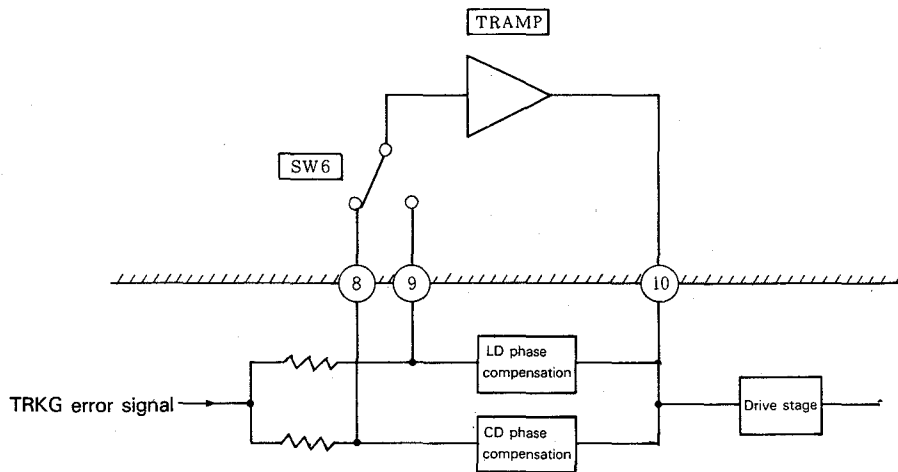 TRAMP
SW6
8
9
10
LD phase
compensation
TRKG error signal
Drive stage
CD phase
compensation